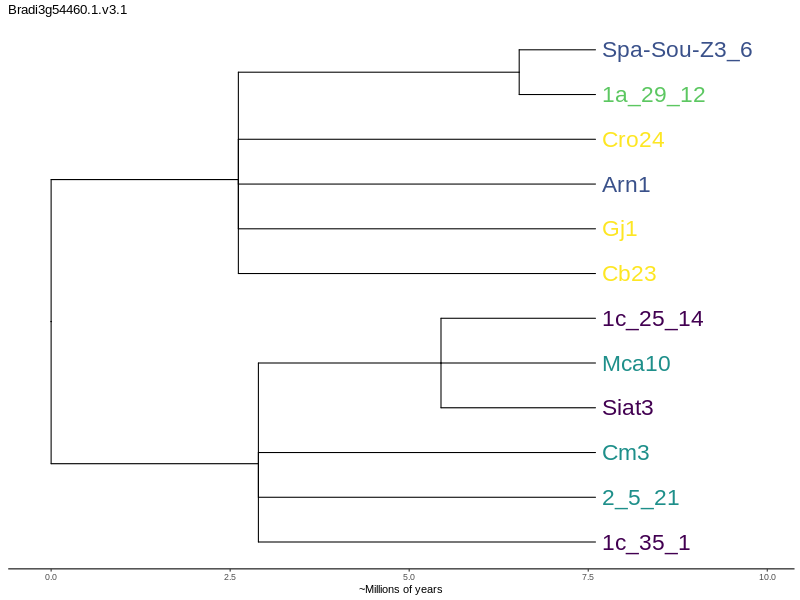 Bradi3g54460.1.v3.1
Spa-Sou-Z3_6
1a_29_12
Cro24
Arn1
Gj1
Cb23
1c_25_14
Mca10
Siat3
Cm3
2_5_21
1c_35_1
0.0 2.5 5.0 7.5 10.0
~Millions of years